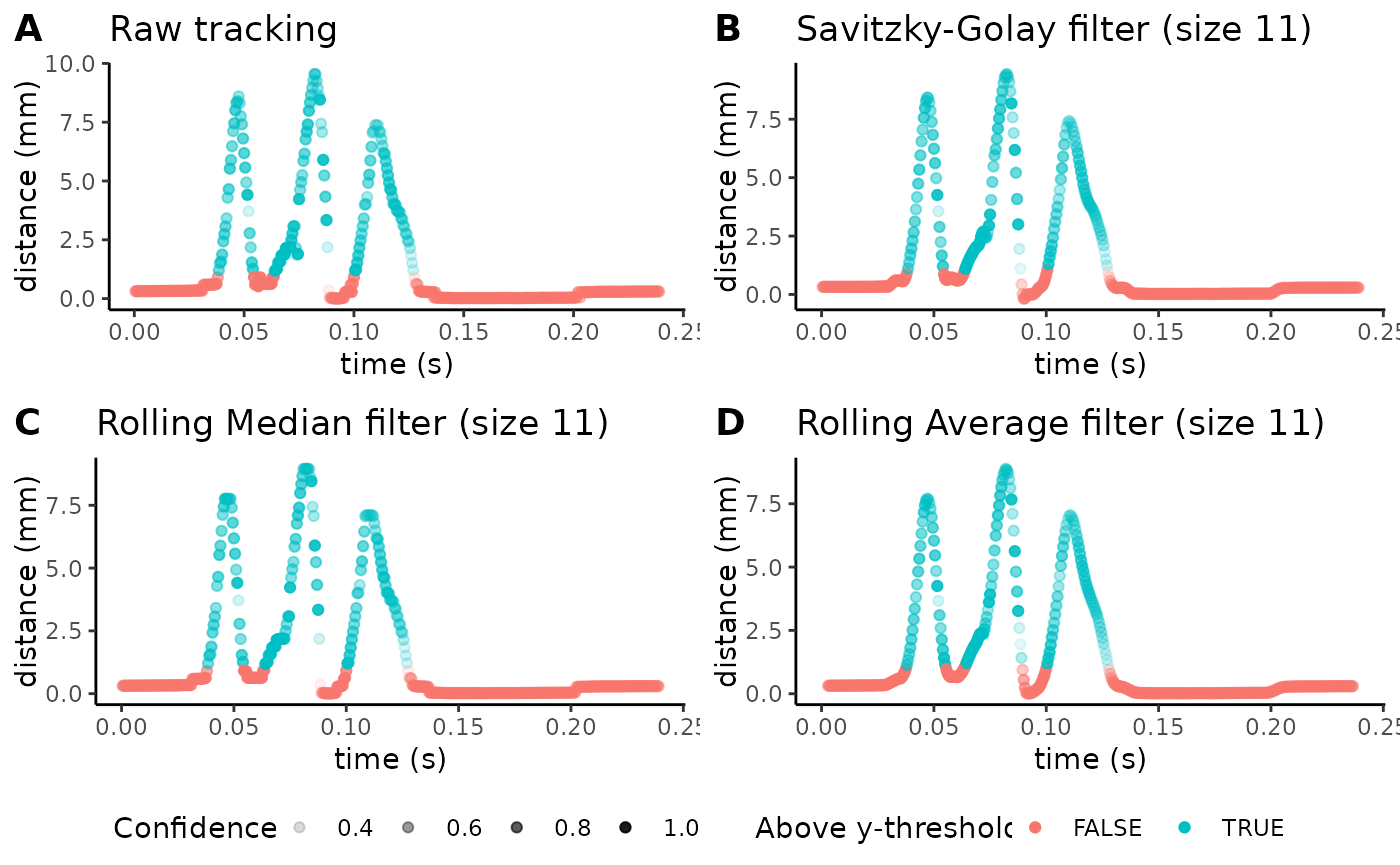 A Raw tracking
10.0
7.5
5.0
2.5
0.0
distance (mm)
0.00 0.05 0.10 0.15 0.20 0.25
time (s)
B Savitzky-Golay filter (size 11)
7.5
5.0
2.5
0.0
distance (mm)
0.00 0.05 0.10 0.15 0.20 0.25
time (s)
C Rolling Median filter (size 11)
7.5
5.0
2.5
0.0
distance (mm)
0.00 0.05 0.10 0.15 0.20 0.25
time (s)
D Rolling Average filter (size 11)
7.5
5.0
2.5
0.0
distance (mm)
0.00 0.05 0.10 0.15 0.20 0.25
time (s)
Confidence 0.4 0.6 0.8 1.0
Above y-threshold FALSE TRUE